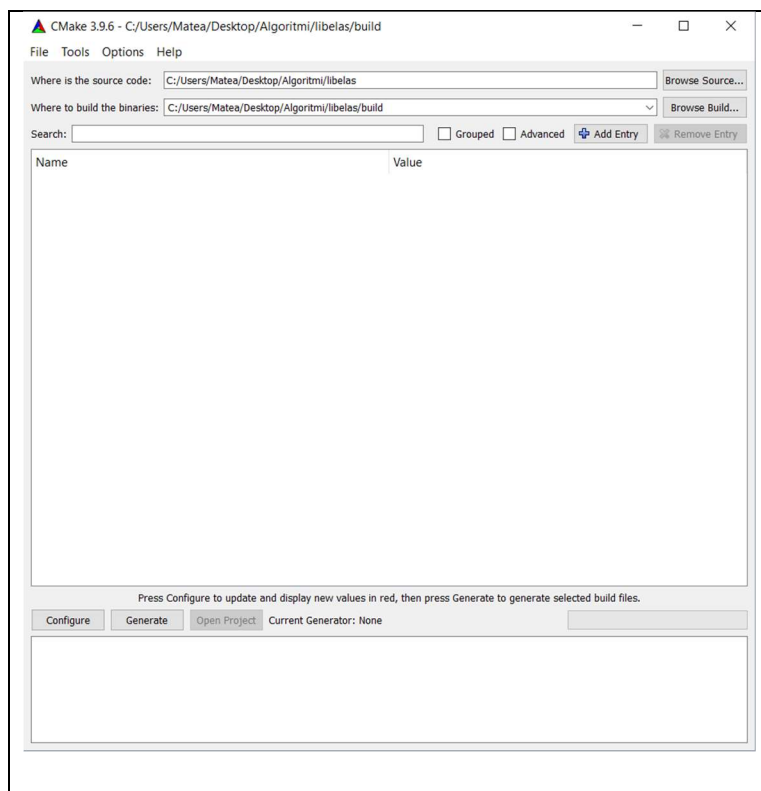 CMake 3.9.6 - C:/Users/Matea/Desktop/Algoritmi/libelas/build
File Tools Options Help
Where is the source code: C:/Users/Matea/Desktop/Algoritmi/libelas Browse Source...
Where to build the binaries: C:/Users/Matea/Desktop/Algoritmi/libelas/build Browse Build...
Search: Grouped Advanced Add Entry Remove Entry
Name Value
Press Configure to update and display new values in red, then press Generate to generate selected build files.
Configure Generate Open Project Current Generator: None